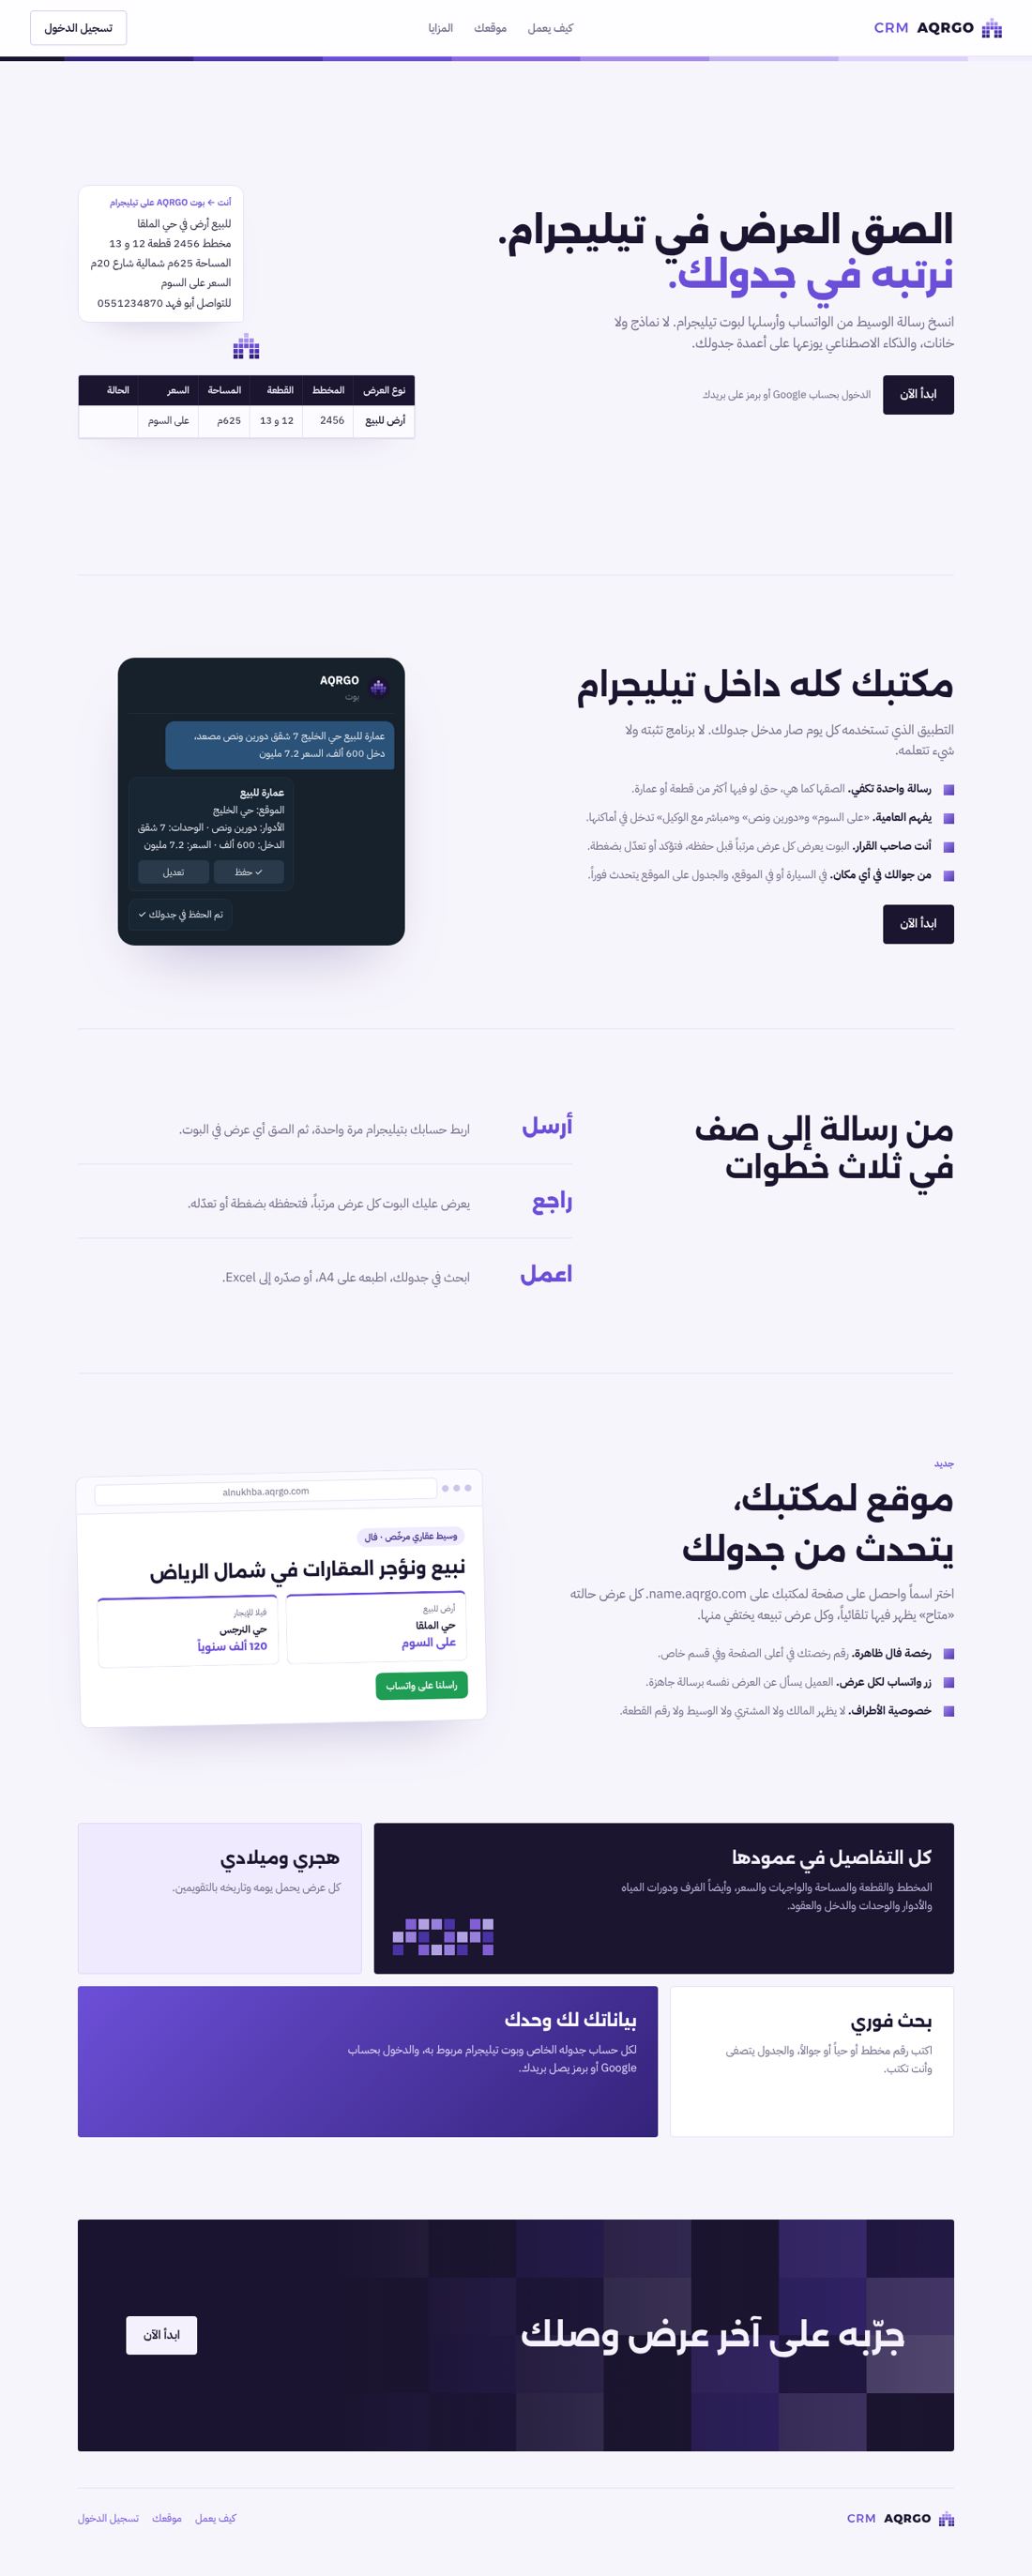 AQRGO CRM
كيف يعمل
موقعك
المزايا
تسجيل الدخول
الصق العرض في تيليجرام.
نرتبه في جدولك.
انسخ رسالة الوسيط من الواتساب وأرسلها لبوت تيليجرام. لا نماذج ولا
خانات، والذكاء الاصطناعي يوزعها على أعمدة جدولك.
ابدأ الآن
الدخول بحساب Google أو برمز على بريدك
أنت ← بوت AQRGO على تيليجرام
للبيع أرض في حي الملقا
مخطط 2456 قطعة 12 و 13
المساحة 625م شمالية شارع 20م
السعر على السوم
للتواصل أبو فهد 0551234870
نوع العرض المخطط القطعة المساحة السعر الحالة
أرض للبيع 2456 12 و 13 625م على السوم
مكتبك كله داخل تيليجرام
التطبيق الذي تستخدمه كل يوم صار مدخل جدولك. لا برنامج تثبته ولا
شيء تتعلمه.
رسالة واحدة تكفي. الصقها كما هي، حتى لو فيها أكثر من قطعة أو عمارة.
يفهم العامية. «على السوم» و«دورين ونص» و«مباشر مع الوكيل» تدخل في أماكنها.
أنت صاحب القرار. البوت يعرض كل عرض مرتباً قبل حفظه، فتؤكد أو تعدّل بضغطة.
من جوالك في أي مكان. في السيارة أو في الموقع، والجدول على الموقع يتحدث فوراً.
ابدأ الآن
AQRGO
بوت
عمارة للبيع حي الخليج 7 شقق دورين ونص مصعد،
دخل 600 ألف، السعر 7.2 مليون
عمارة للبيع
الموقع: حي الخليج
الأدوار: دورين ونص · الوحدات: 7 شقق
الدخل: 600 ألف · السعر: 7.2 مليون
✓ حفظ
تعديل
تم الحفظ في جدولك ✓
من رسالة إلى صف
في ثلاث خطوات
أرسل
اربط حسابك بتيليجرام مرة واحدة، ثم الصق أي عرض في البوت.
راجع
يعرض عليك البوت كل عرض مرتباً، فتحفظه بضغطة أو تعدّله.
اعمل
ابحث في جدولك، اطبعه على A4، أو صدّره إلى Excel.
جديد
موقع لمكتبك،
يتحدث من جدولك
اختر اسماً واحصل على صفحة لمكتبك على name.aqrgo.com. كل عرض حالته
«متاح» يظهر فيها تلقائياً، وكل عرض تبيعه يختفي منها.
رخصة فال ظاهرة. رقم رخصتك في أعلى الصفحة وفي قسم خاص.
زر واتساب لكل عرض. العميل يسأل عن العرض نفسه برسالة جاهزة.
خصوصية الأطراف. لا يظهر المالك ولا المشتري ولا الوسيط ولا رقم القطعة.
alnukhba.aqrgo.com
وسيط عقاري مرخّص · فال
نبيع ونؤجر العقارات في شمال الرياض
أرض للبيع
حي الملقا
على السوم
فيلا للإيجار
حي النرجس
120 ألف سنوياً
راسلنا على واتساب
كل التفاصيل في عمودها
المخطط والقطعة والمساحة والواجهات والسعر، وأيضاً الغرف ودورات المياه
والأدوار والوحدات والدخل والعقود.
هجري وميلادي
كل عرض يحمل يومه وتاريخه بالتقويمين.
بحث فوري
اكتب رقم مخطط أو حياً أو جوالاً، والجدول يتصفى
وأنت تكتب.
بياناتك لك وحدك
لكل حساب جدوله الخاص وبوت تيليجرام مربوط به، والدخول بحساب
Google أو برمز يصل بريدك.
جرّبه على آخر عرض وصلك
ابدأ الآن
AQRGO CRM
كيف يعمل
موقعك
تسجيل الدخول